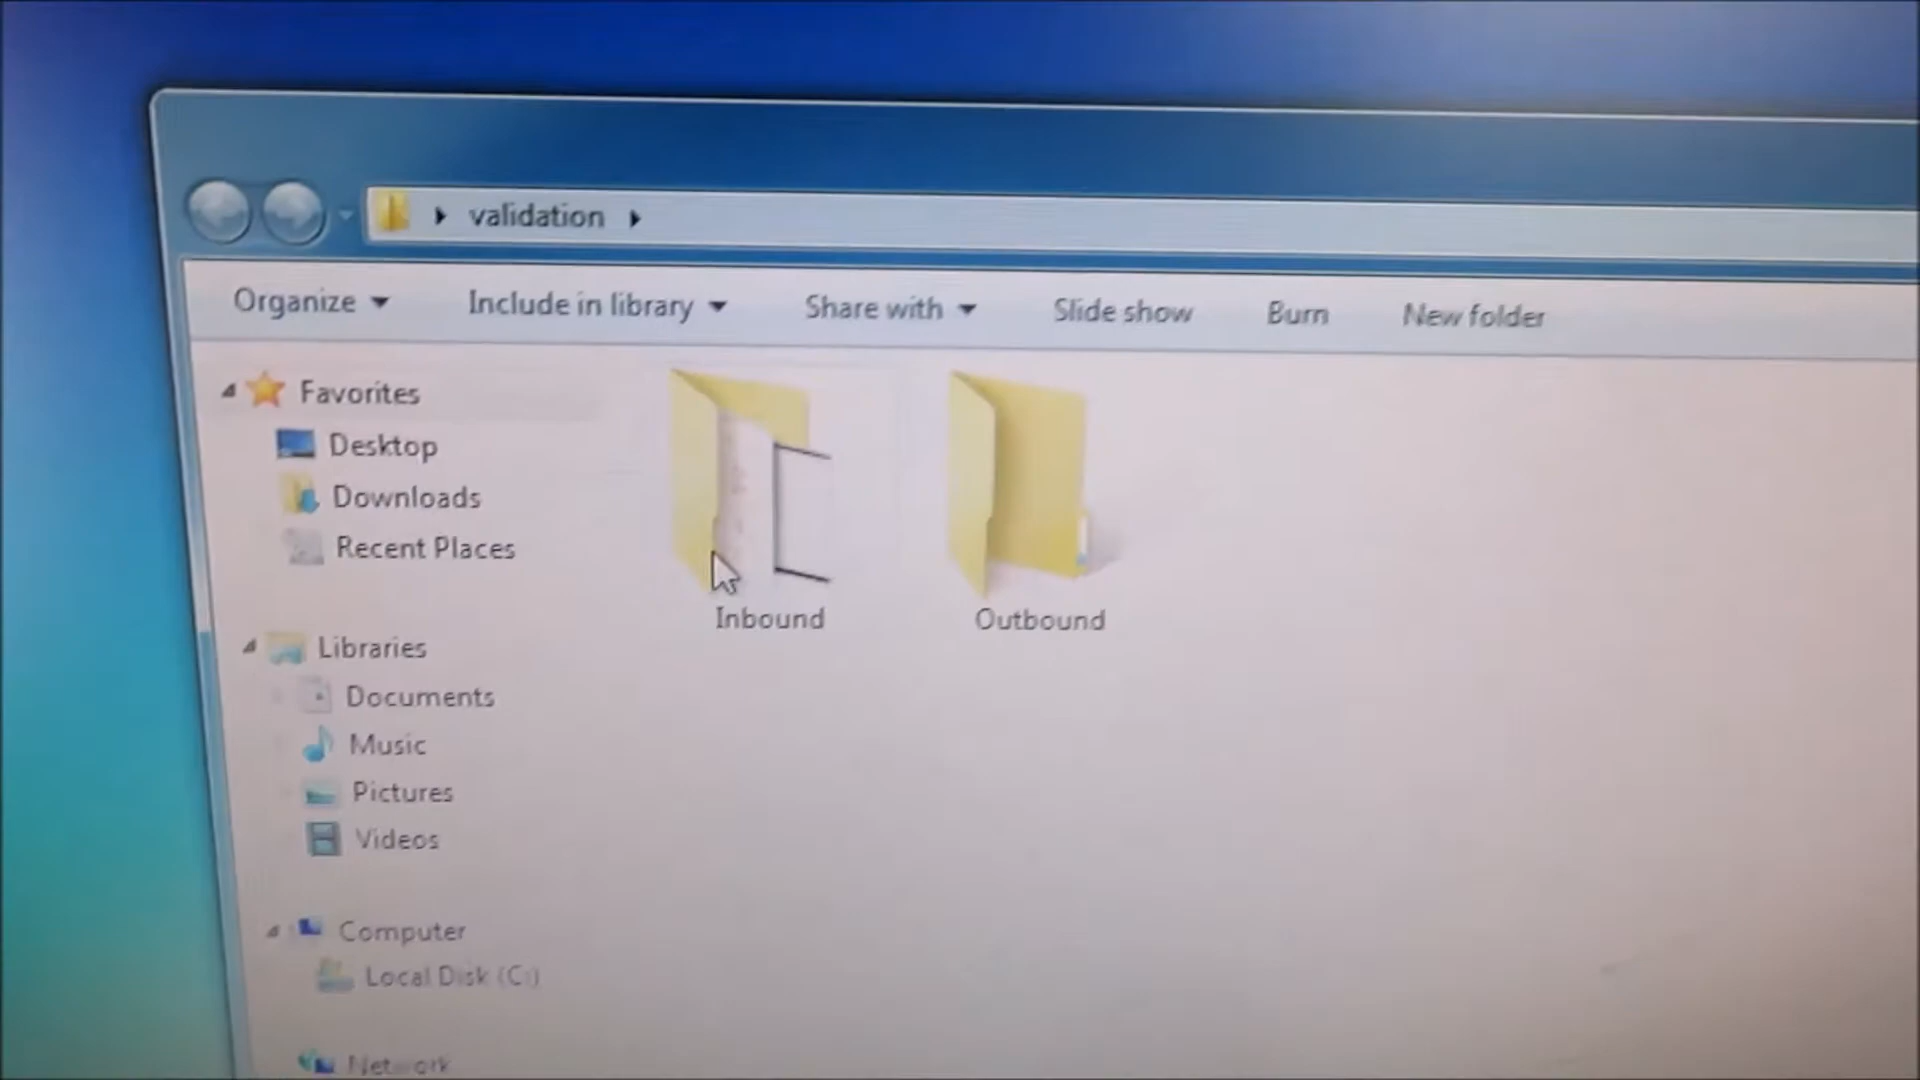 validation
Organize Include in library Share with Slide show Burn New folder
Favorites
Desktop
Downloads
Recent Places
Libraries
Documents
Music
Pictures
Videos
Computer
Local Disk (C:)
Network
Inbound Outbound